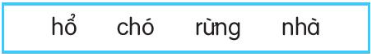 hổ chó rừng nhà